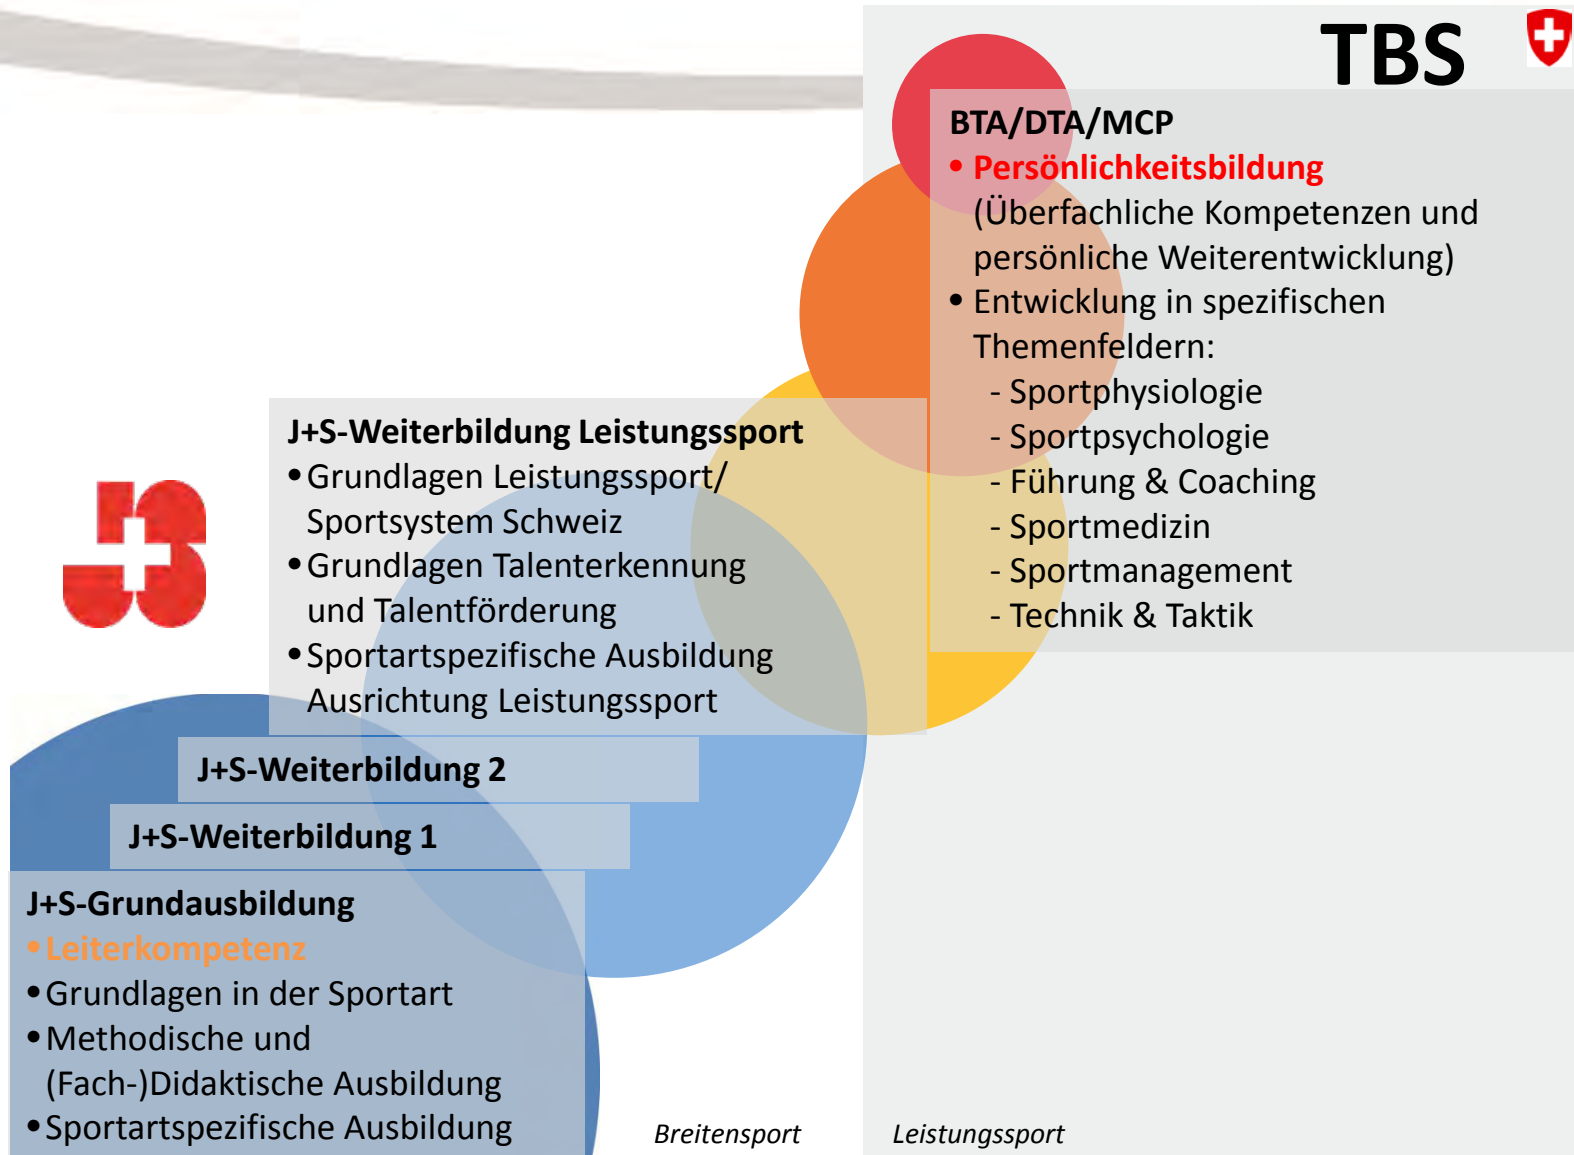 TBS
BTA/DTA/MCP
• Persönlichkeitsbildung
(Überfachliche Kompetenzen und
persönliche Weiterentwicklung)
• Entwicklung in spezifischen
Themenfeldern:
- Sportphysiologie
- Sportpsychologie
- Führung & Coaching
- Sportmedizin
- Sportmanagement
- Technik & Taktik
J+S-Weiterbildung Leistungssport
• Grundlagen Leistungssport/
Sportsystem Schweiz
• Grundlagen Talenterkennung
und Talentförderung
• Sportartspezifische Ausbildung
Ausrichtung Leistungssport
J+S
J+S-Weiterbildung 2
J+S-Weiterbildung 1
J+S-Grundausbildung
• Leiterkompetenz
• Grundlagen in der Sportart
• Methodische und
(Fach-)Didaktische Ausbildung
• Sportartspezifische Ausbildung
Breitensport
Leistungssport